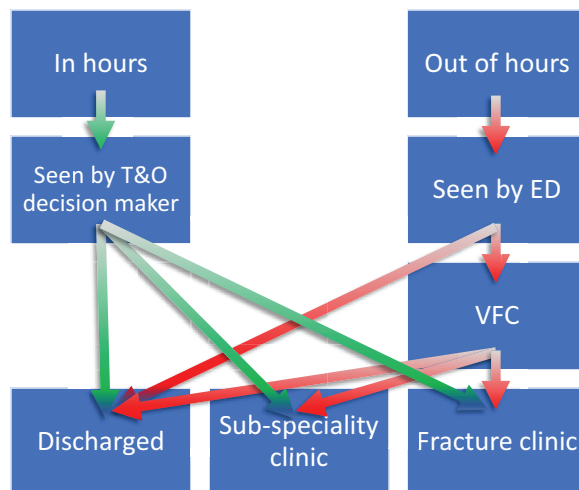 In hours
Out of hours
Seen by T&O
decision maker
Seen by ED
VFC
Discharged
Sub-speciality
clinic
Fracture clinic